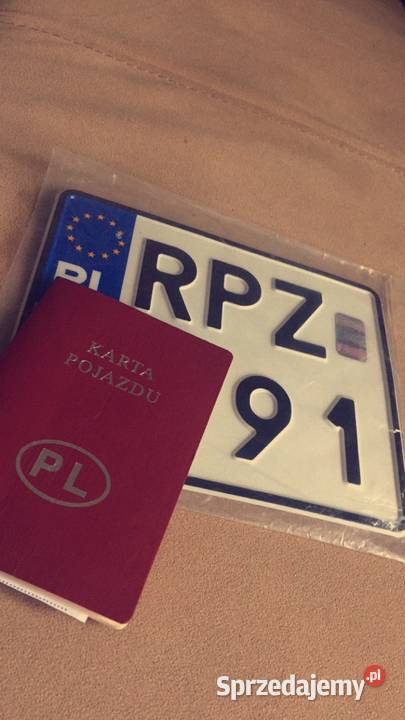 PL
RPZ
91
KARTA
POJAZDU
PL
Sprzedajemy.pl